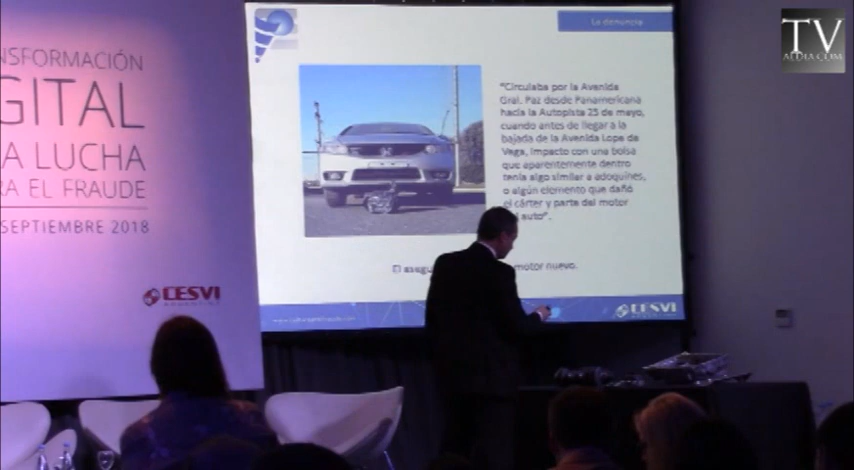 NSFORMACIÓN
GITAL
A LUCHA
RA EL FRAUDE
SEPTIEMBRE 2018
CESVI
ARGENTINA
La denuncia
"Circulaba por la Avenida
Gral. Paz desde Panamericana
hacia la Autopista 25 de mayo,
cuando antes de llegar a la
bajada de la Avenida Lope de
Vega, impacto con una bolsa
que aparentemente dentro
tenía algo similar a adoquines,
o algún elemento que dañó
el cárter y parte del motor
auto".
El asegu
motor nuevo.
CESVI
ARGENTINA
TV
ALDIA.COM